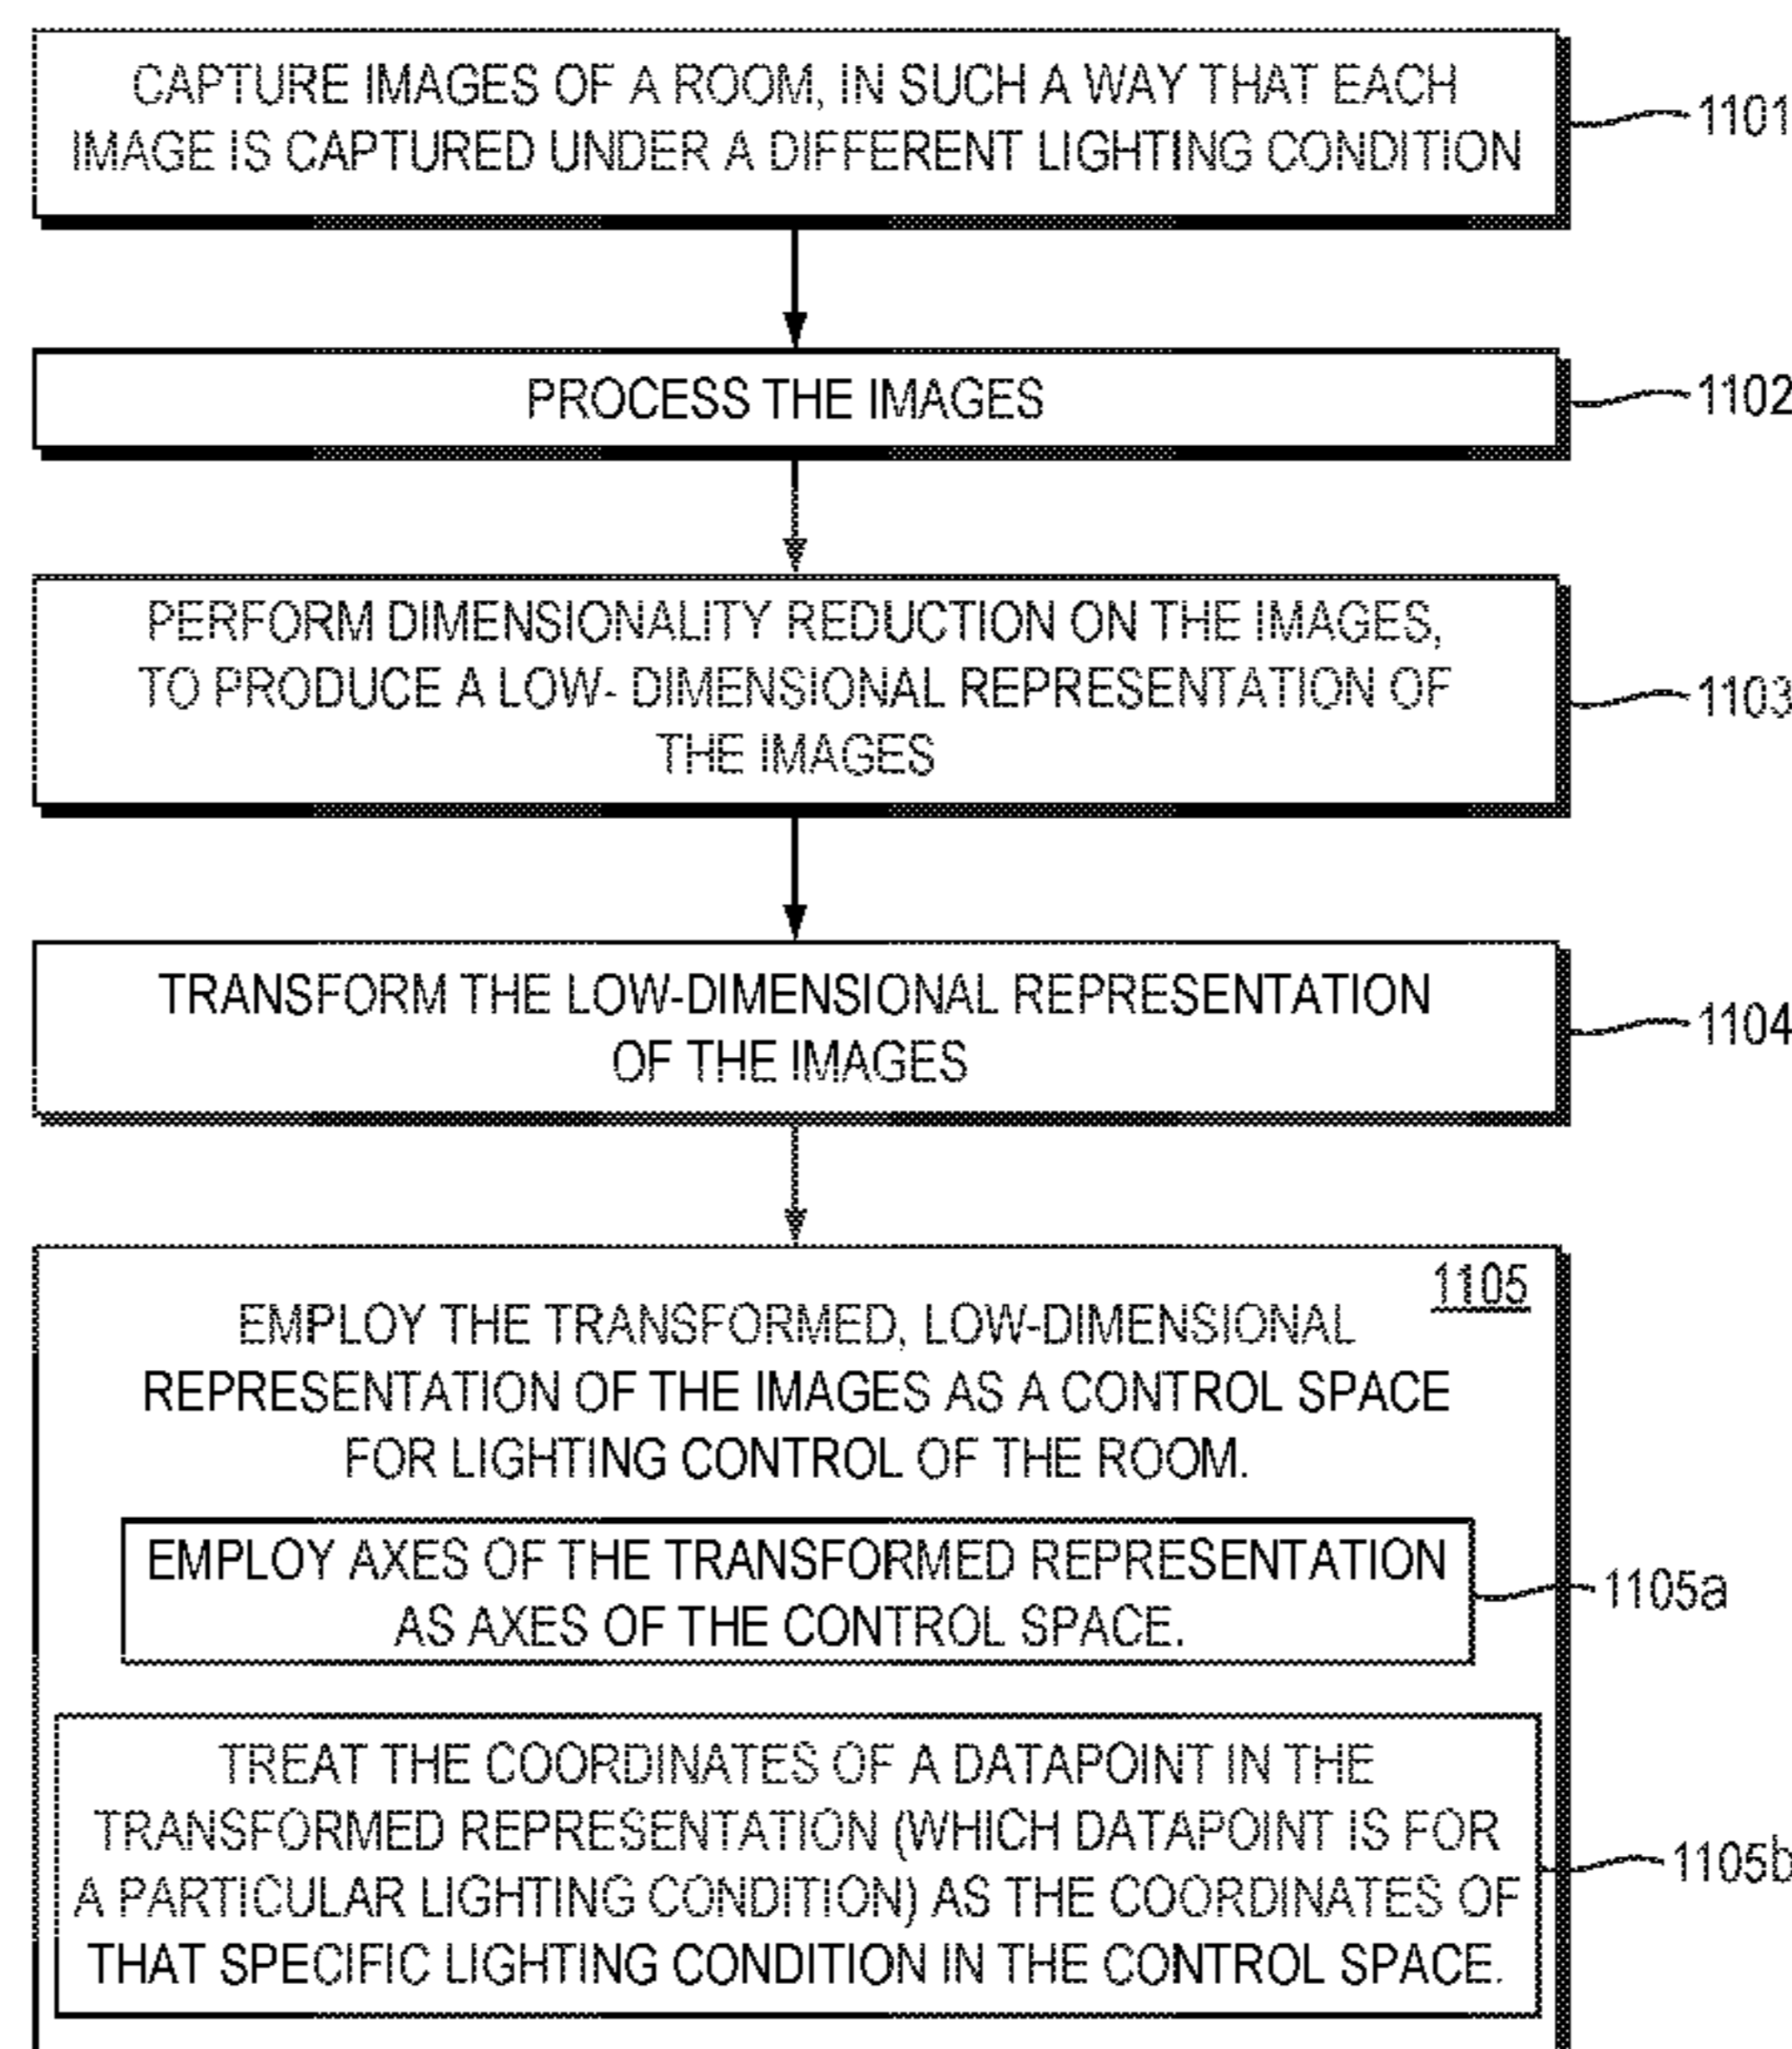 CAPTURE IMAGES OF A ROOM, IN SUCH A WAY THAT EACH
IMAGE IS CAPTURED UNDER A DIFFERENT LIGHTING CONDITION
1101
PROCESS THE IMAGES
1102
PERFORM DIMENSIONALITY REDUCTION ON THE IMAGES,
TO PRODUCE A LOW- DIMENSIONAL REPRESENTATION OF
THE IMAGES
1103
TRANSFORM THE LOW-DIMENSIONAL REPRESENTATION
OF THE IMAGES
1104
1105
EMPLOY THE TRANSFORMED, LOW-DIMENSIONAL
REPRESENTATION OF THE IMAGES AS A CONTROL SPACE
FOR LIGHTING CONTROL OF THE ROOM.
EMPLOY AXES OF THE TRANSFORMED REPRESENTATION
AS AXES OF THE CONTROL SPACE.
1105a
TREAT THE COORDINATES OF A DATAPOINT IN THE
TRANSFORMED REPRESENTATION (WHICH DATAPOINT IS FOR
A PARTICULAR LIGHTING CONDITION) AS THE COORDINATES OF
THAT SPECIFIC LIGHTING CONDITION IN THE CONTROL SPACE.
1105b